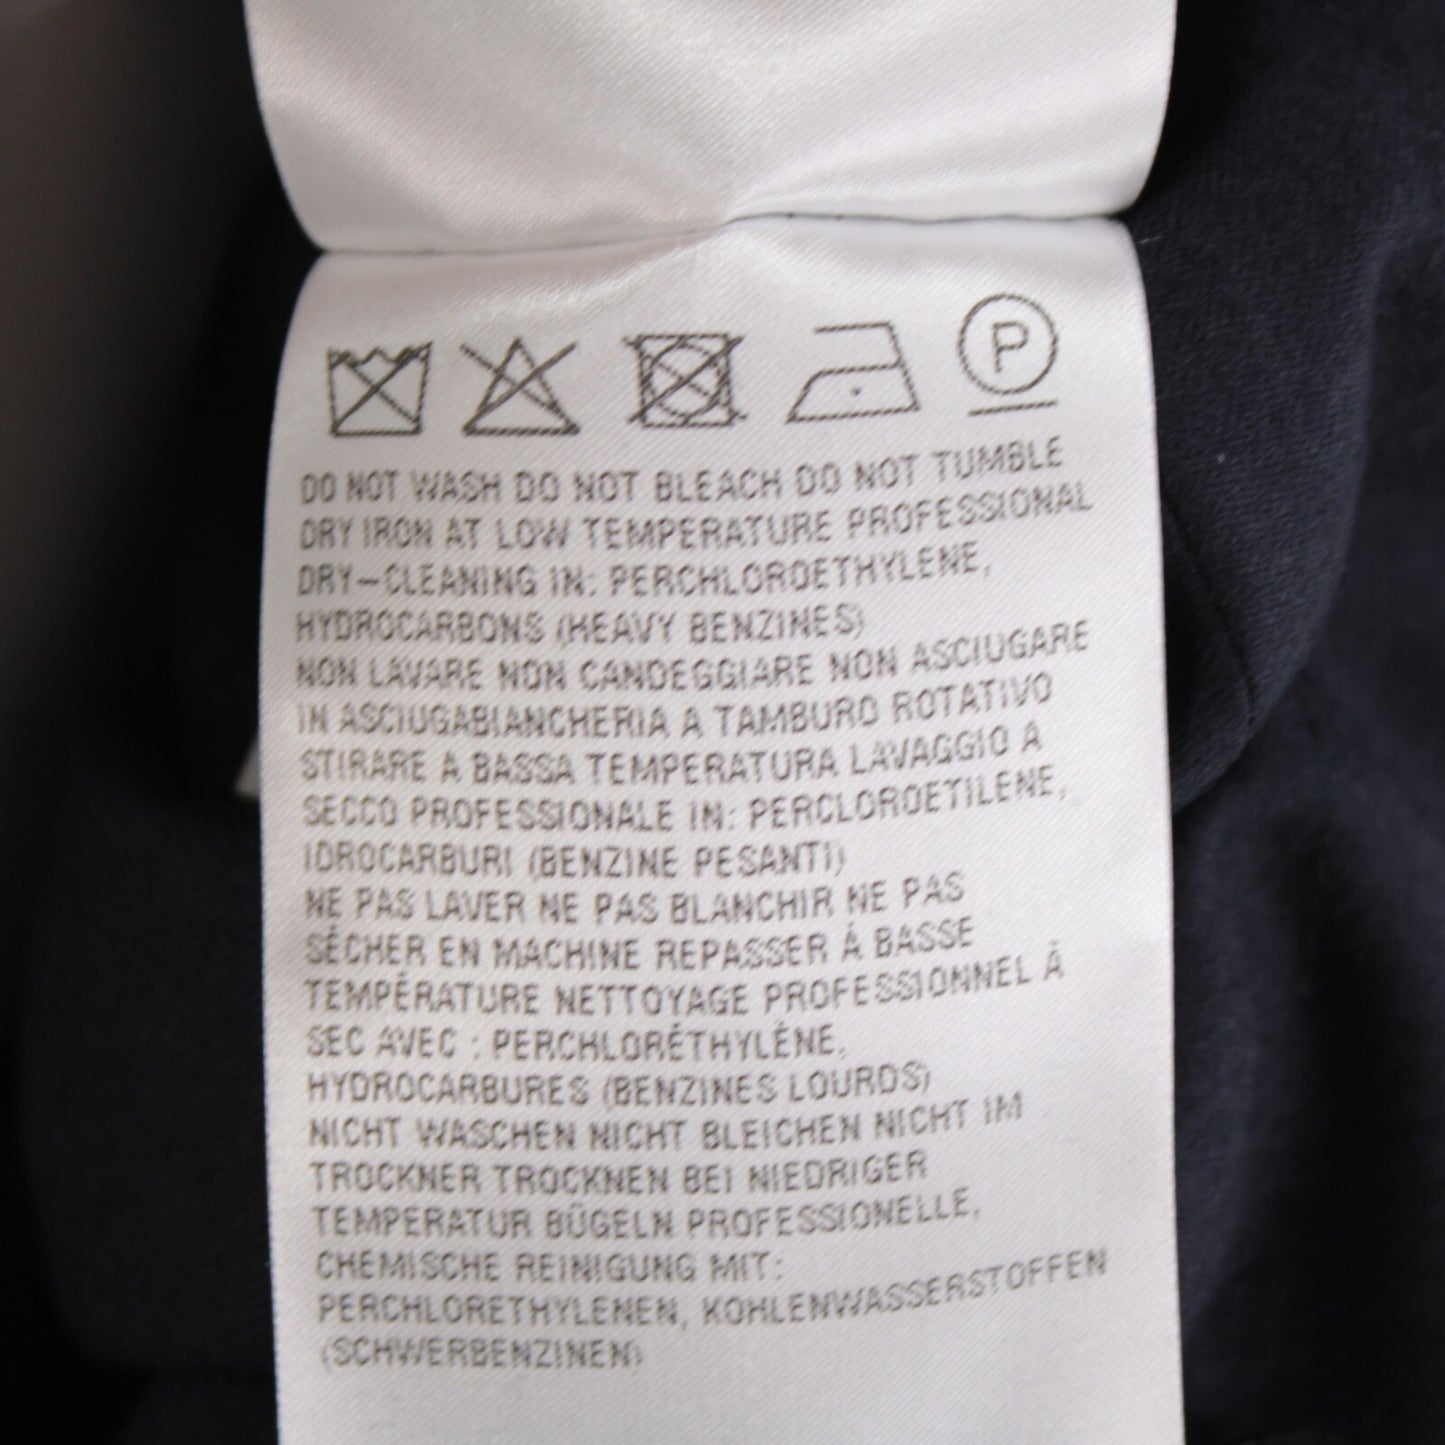 P
DO NOT WASH DO NOT BLEACH DO NOT TUMBLE
DRY IRON AT LOW TEMPERATURE PROFESSIONAL
DRY-CLEANING IN: PERCHLOROETHYLENE,
HYDROCARBONS (HEAVY BENZINES)
NON LAVARE NON CANDEGGIARE NON ASCIUGARE
IN ASCIUGABIANCHERIA A TAMBURO ROTATIVO
STIRARE A BASSA TEMPERATURA LAVAGGIO A
SECCO PROFESSIONALE IN: PERCLOROETILENE,
IDROCARBURI (BENZINE PESANTI)
NE PAS LAVER NE PAS BLANCHIR NE PAS
SÉCHER EN MACHINE REPASSER À BASSE
TEMPÉRATURE NETTOYAGE PROFESSIONNEL À
SEC AVEC : PERCHLORÉTHYLÈNE,
HYDROCARBURES (BENZINES LOURDS)
NICHT WASCHEN NICHT BLEICHEN NICHT IM
TROCKNER TROCKNEN BEI NIEDRIGER
TEMPERATUR BÜGELN PROFESSIONELLE,
CHEMISCHE REINIGUNG MIT:
PERCHLORETHYLENEN, KOHLENWASSERSTOFFEN
(SCHWERBENZINEN)